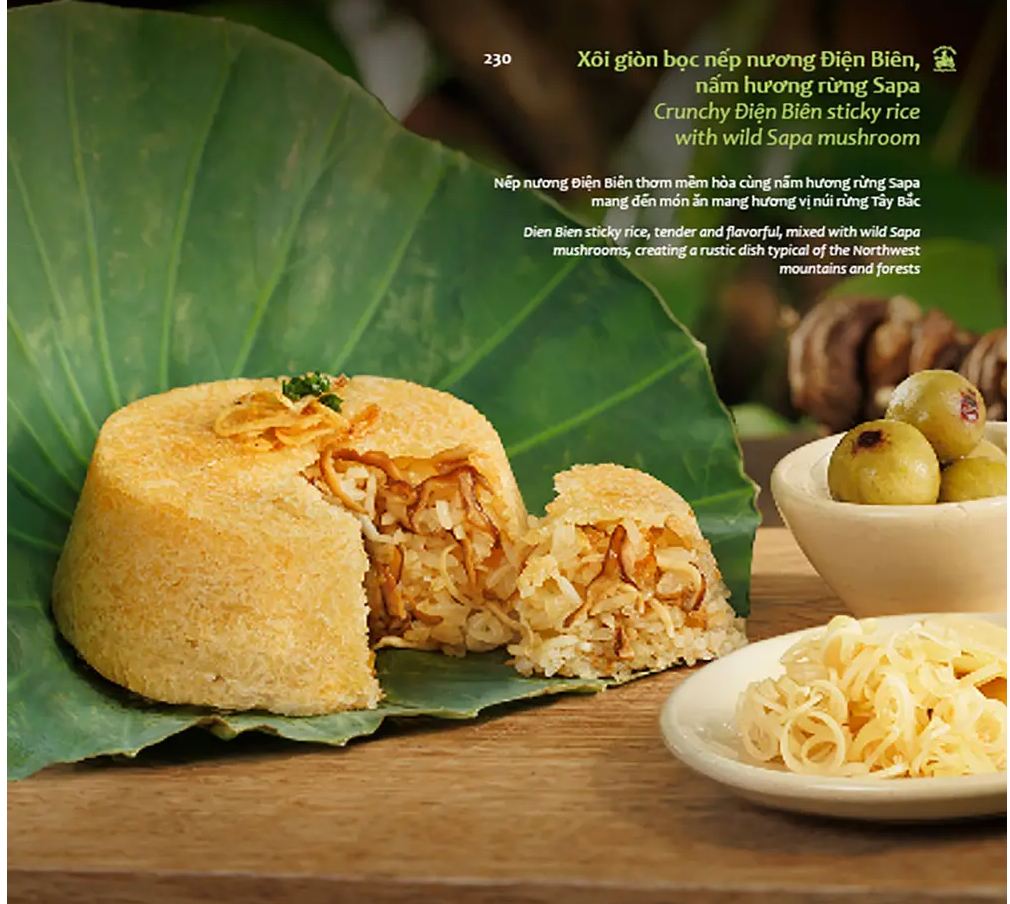 230
Xôi giòn bọc nếp nương Điện Biên,
nấm hương rừng Sapa
Crunchy Điện Biên sticky rice
with wild Sapa mushroom
Nếp nương Điện Biên thơm mềm hòa cùng nấm hương rừng Sapa
mang đến món ăn mang hương vị núi rừng Tây Bắc
Dien Bien sticky rice, tender and flavorful, mixed with wild Sapa
mushrooms, creating a rustic dish typical of the Northwest
mountains and forests